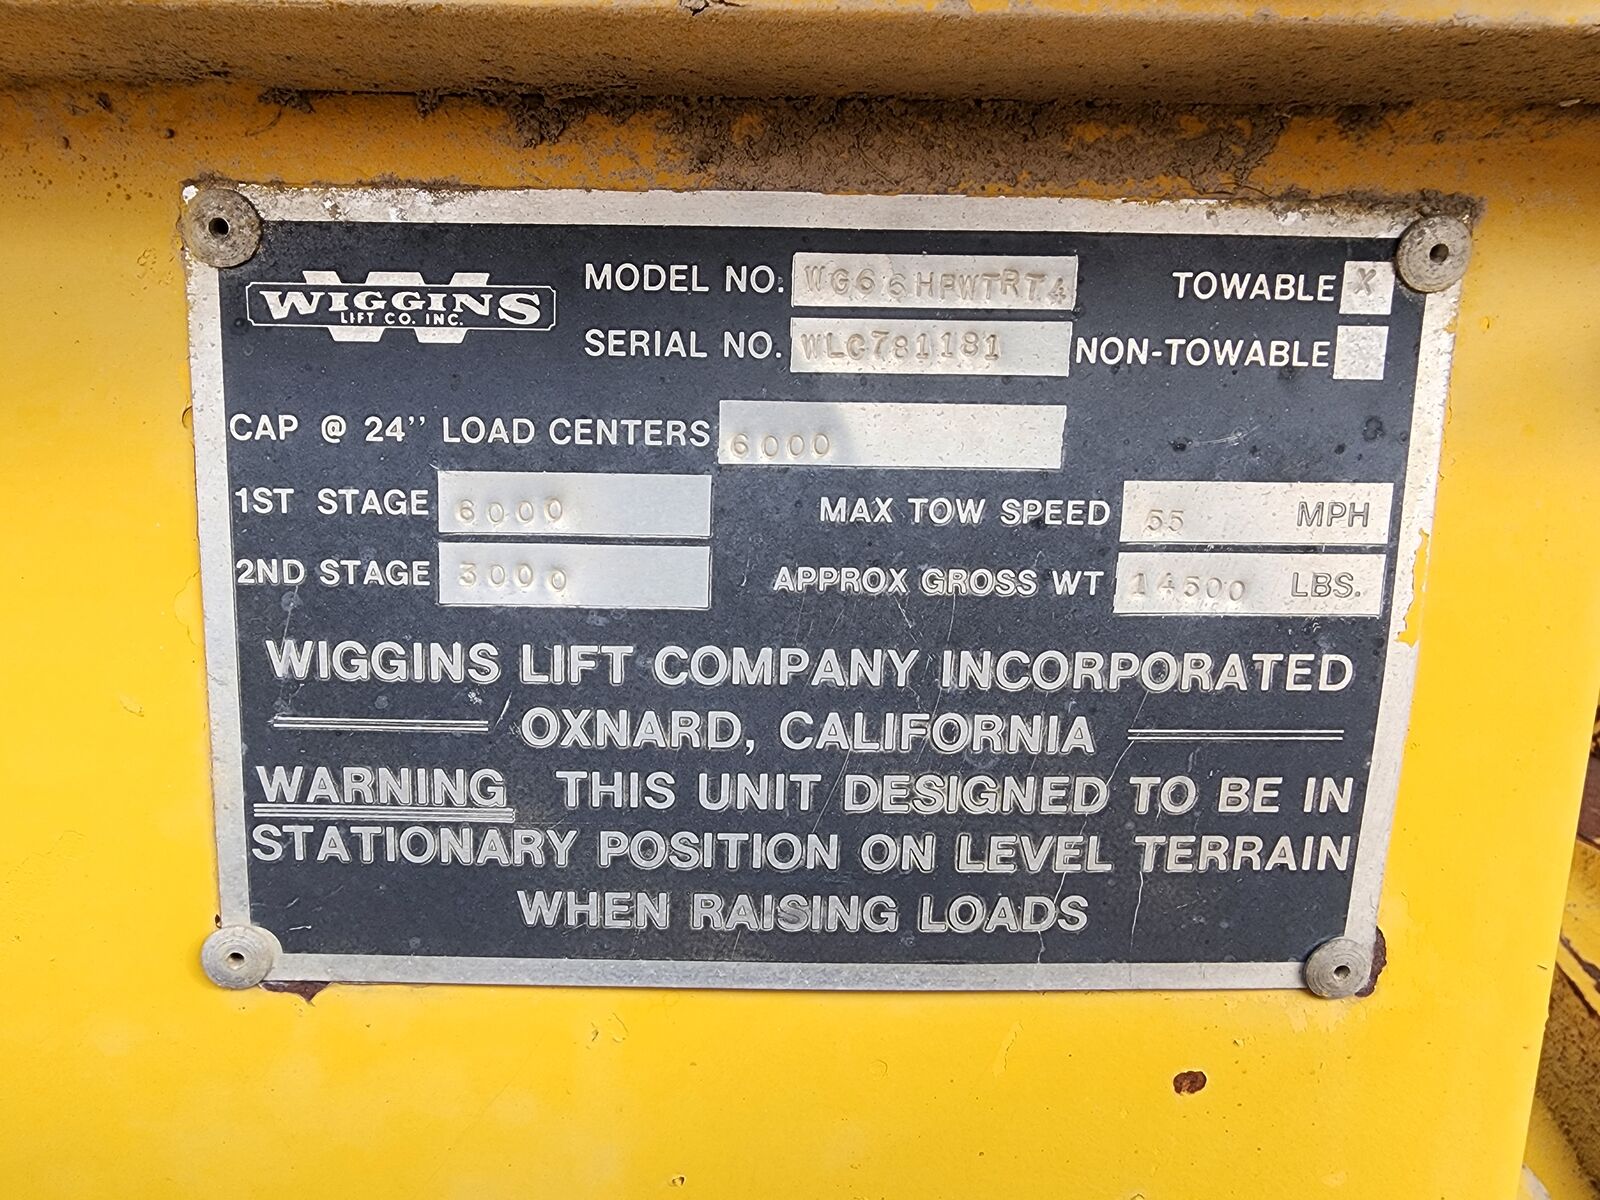 WIGGINS
LIFT CO. INC.
MODEL NO. WG66HPWTRT4
TOWABLE X
SERIAL NO. WLC781181
NON-TOWABLE
CAP @ 24'' LOAD CENTERS 6000
1ST STAGE 6000
MAX TOW SPEED 55 MPH
2ND STAGE 3000
APPROX GROSS WT 14500 LBS.
WIGGINS LIFT COMPANY INCORPORATED
OXNARD, CALIFORNIA
WARNING THIS UNIT DESIGNED TO BE IN
STATIONARY POSITION ON LEVEL TERRAIN
WHEN RAISING LOADS